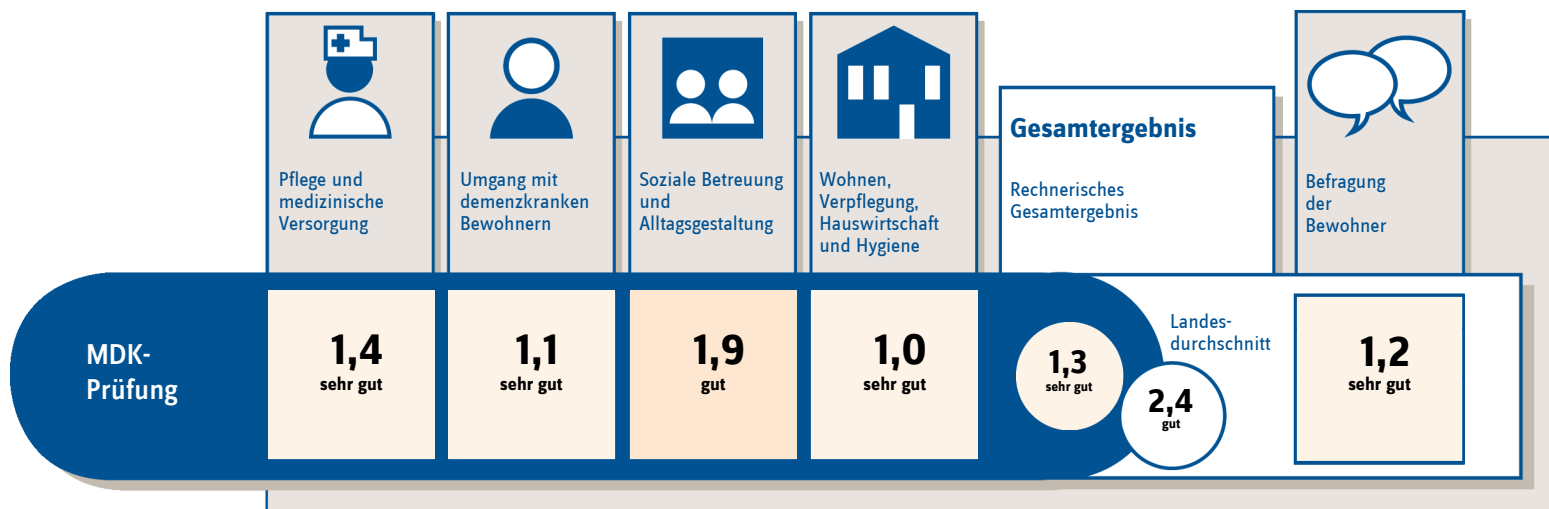 Pflege und
medizinische
Versorgung
Umgang mit
demenzkranken
Bewohnern
Soziale Betreuung
und
Alltagsgestaltung
Wohnen,
Verpflegung,
Hauswirtschaft
und Hygiene
Gesamtergebnis
Rechnerisches
Gesamtergebnis
Befragung
der
Bewohner
MDK-
Prüfung
1,4
sehr gut
1,1
sehr gut
1,9
gut
1,0
sehr gut
1,3
sehr gut
Landes-
durchschnitt
2,4
gut
1,2
sehr gut